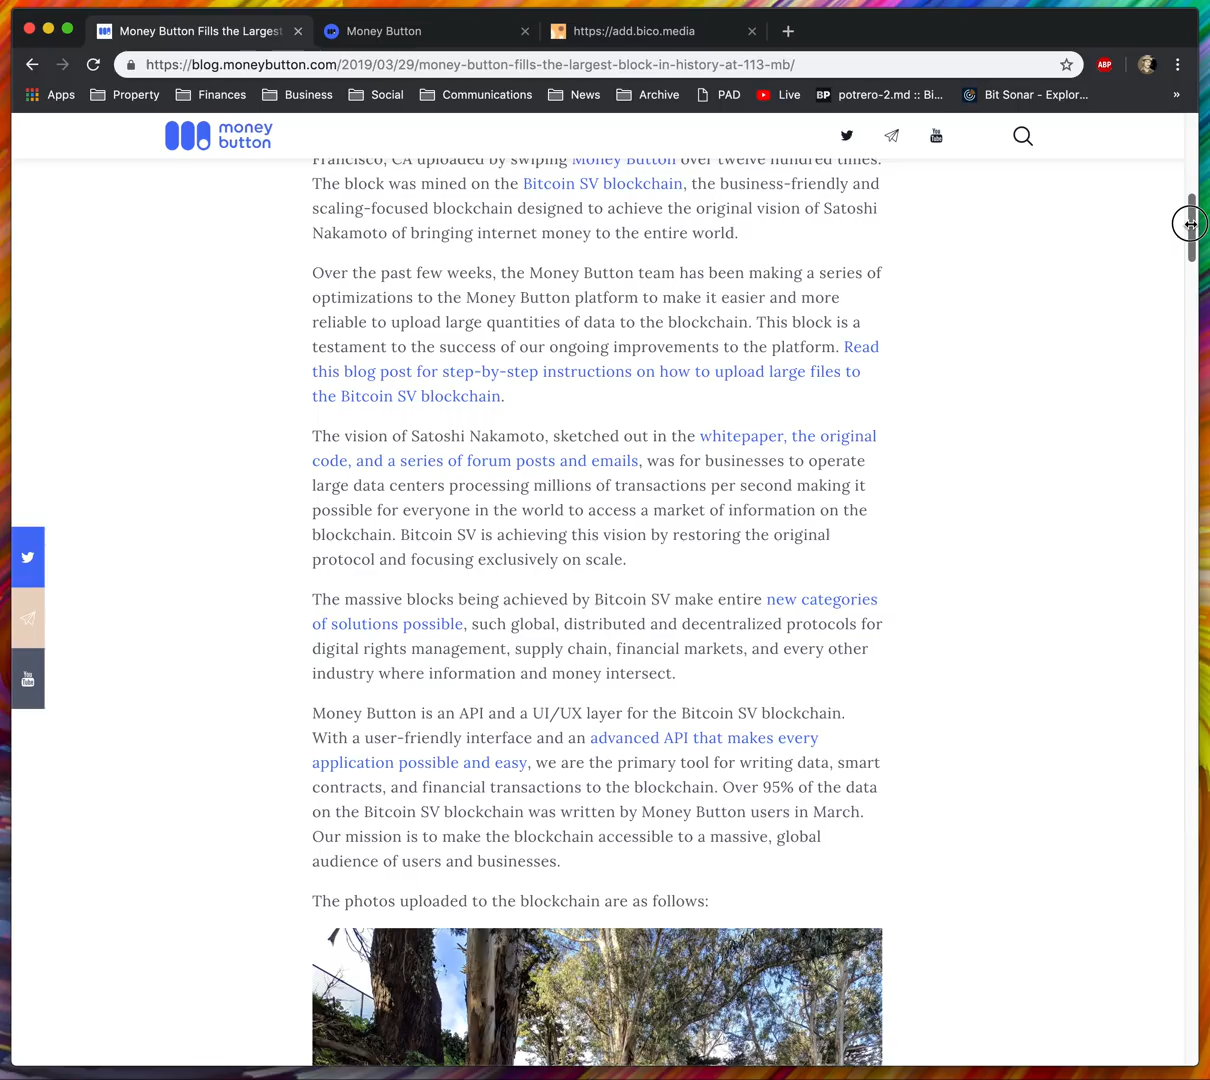 Money Button Fills the Largest
Money Button
https://add.bico.media
https://blog.moneybutton.com/2019/03/29/money-button-fills-the-largest-block-in-history-at-113-mb/
ABP
Apps
Property
Finances
Business
Social
Communications
News
Archive
PAD
Live
BP
potrero-2.md :: Bi...
Bit Sonar - Explor...
»
money
button
You
Tube
Francisco, CA uploaded by swiping Money Button over twelve hundred times.
The block was mined on the Bitcoin SV blockchain, the business-friendly and
scaling-focused blockchain designed to achieve the original vision of Satoshi
Nakamoto of bringing internet money to the entire world.
Over the past few weeks, the Money Button team has been making a series of
optimizations to the Money Button platform to make it easier and more
reliable to upload large quantities of data to the blockchain. This block is a
testament to the success of our ongoing improvements to the platform. Read
this blog post for step-by-step instructions on how to upload large files to
the Bitcoin SV blockchain.
The vision of Satoshi Nakamoto, sketched out in the whitepaper, the original
code, and a series of forum posts and emails, was for businesses to operate
large data centers processing millions of transactions per second making it
possible for everyone in the world to access a market of information on the
blockchain. Bitcoin SV is achieving this vision by restoring the original
protocol and focusing exclusively on scale.
The massive blocks being achieved by Bitcoin SV make entire new categories
of solutions possible, such global, distributed and decentralized protocols for
digital rights management, supply chain, financial markets, and every other
industry where information and money intersect.
Money Button is an API and a UI/UX layer for the Bitcoin SV blockchain.
With a user-friendly interface and an advanced API that makes every
application possible and easy, we are the primary tool for writing data, smart
contracts, and financial transactions to the blockchain. Over 95% of the data
on the Bitcoin SV blockchain was written by Money Button users in March.
Our mission is to make the blockchain accessible to a massive, global
audience of users and businesses.
The photos uploaded to the blockchain are as follows:
You
Tube